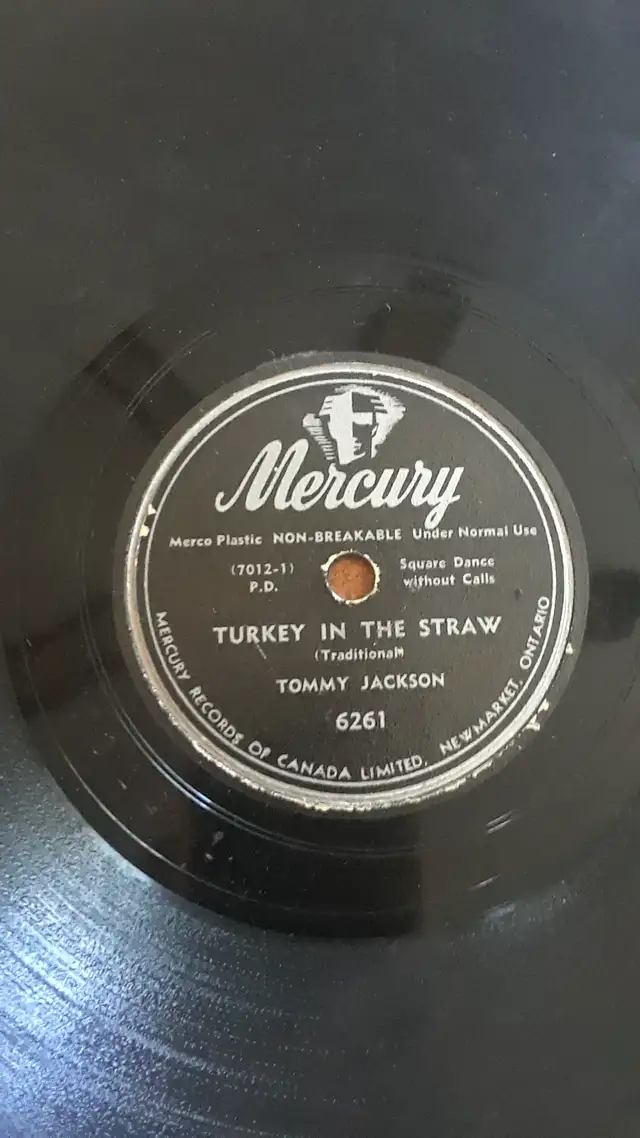 Mercury
Merco Plastic NON-BREAKABLE Under Normal Use
(7012-1)
P.D.
Square Dance
without Calls
TURKEY IN THE STRAW
(Traditional)
TOMMY JACKSON
6261
MERCURY RECORDS OF CANADA LIMITED, NEWMARKET, ONTARIO